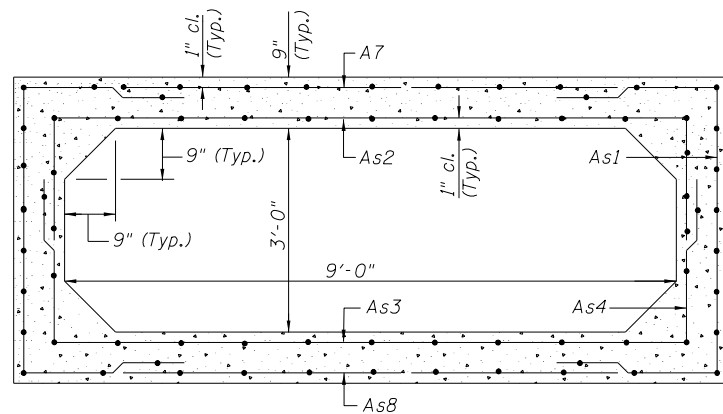 1" cl.
(Typ.)
9"
(Typ.)
A7
9" (Typ.)
As2
1" cl.
(Typ.)
As1
9" (Typ.)
3'-0"
9'-0"
As3
As4
As8